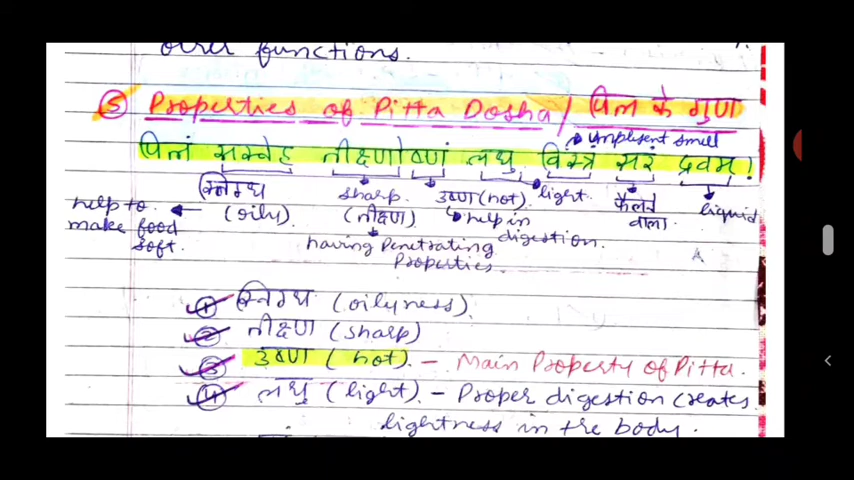 other functions.
⑤ Properties of Pitta Dosha / पित्त के गुण
unplesent smell
पित्तं सस्नेह तीक्ष्णोष्णं लघु विस्त्रं सरं द्रवम् !
स्निग्ध (oily) sharp (तीक्ष्ण) उष्ण (hot) light फैलने वाला liquid
help to make food soft.
help in digestion.
having Penetrating Properties.
① स्निग्ध (oilyness)
② तीक्ष्ण (sharp)
③ उष्ण (hot). – Main Property of Pitta.
④ लघु (light). – Proper digestion creates
lightness in the body.